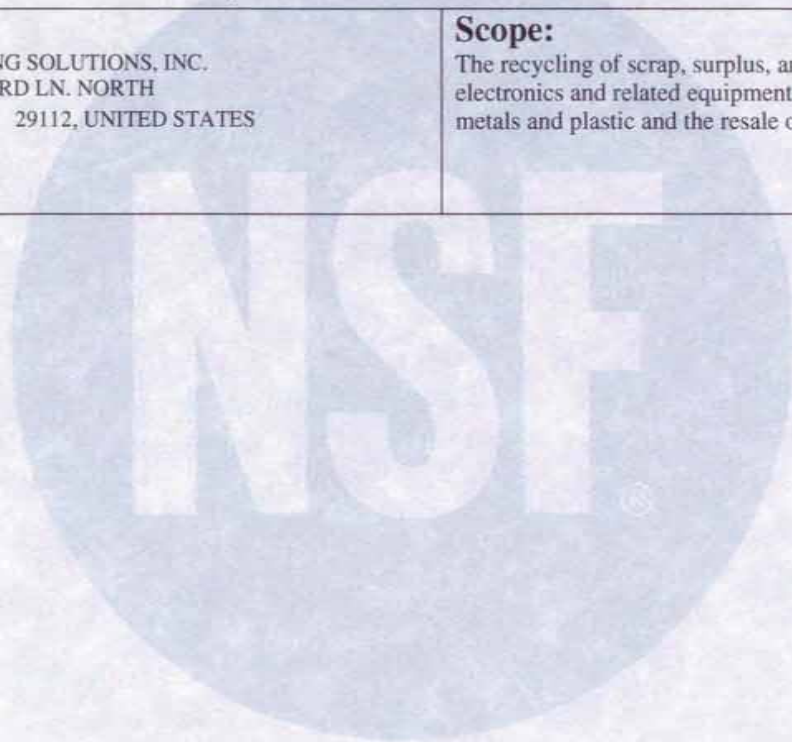 NG SOLUTIONS, INC.
RD LN. NORTH
29112, UNITED STATES
Scope:
The recycling of scrap, surplus, a
electronics and related equipment
metals and plastic and the resale o
NSF
®